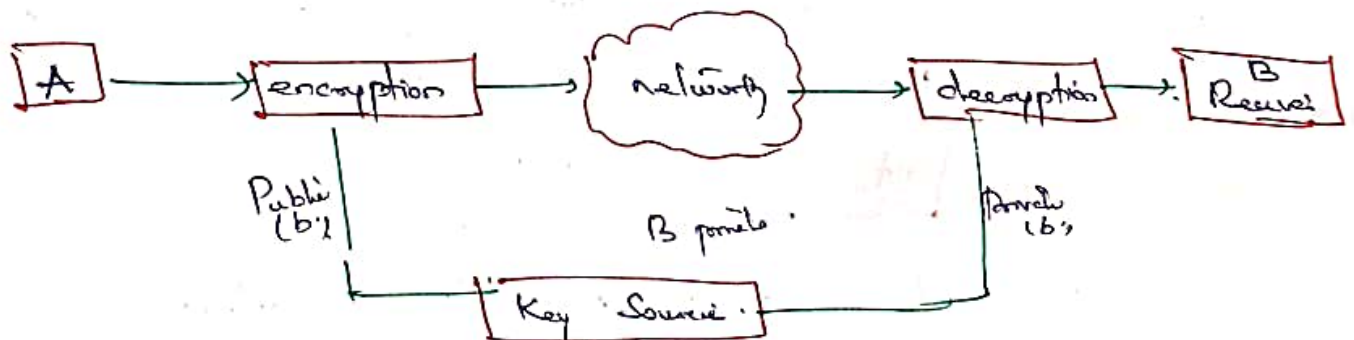 A
encryption
network
decryption
B
Receiver
Public
(b)
B private
Private
(b)
Key Source